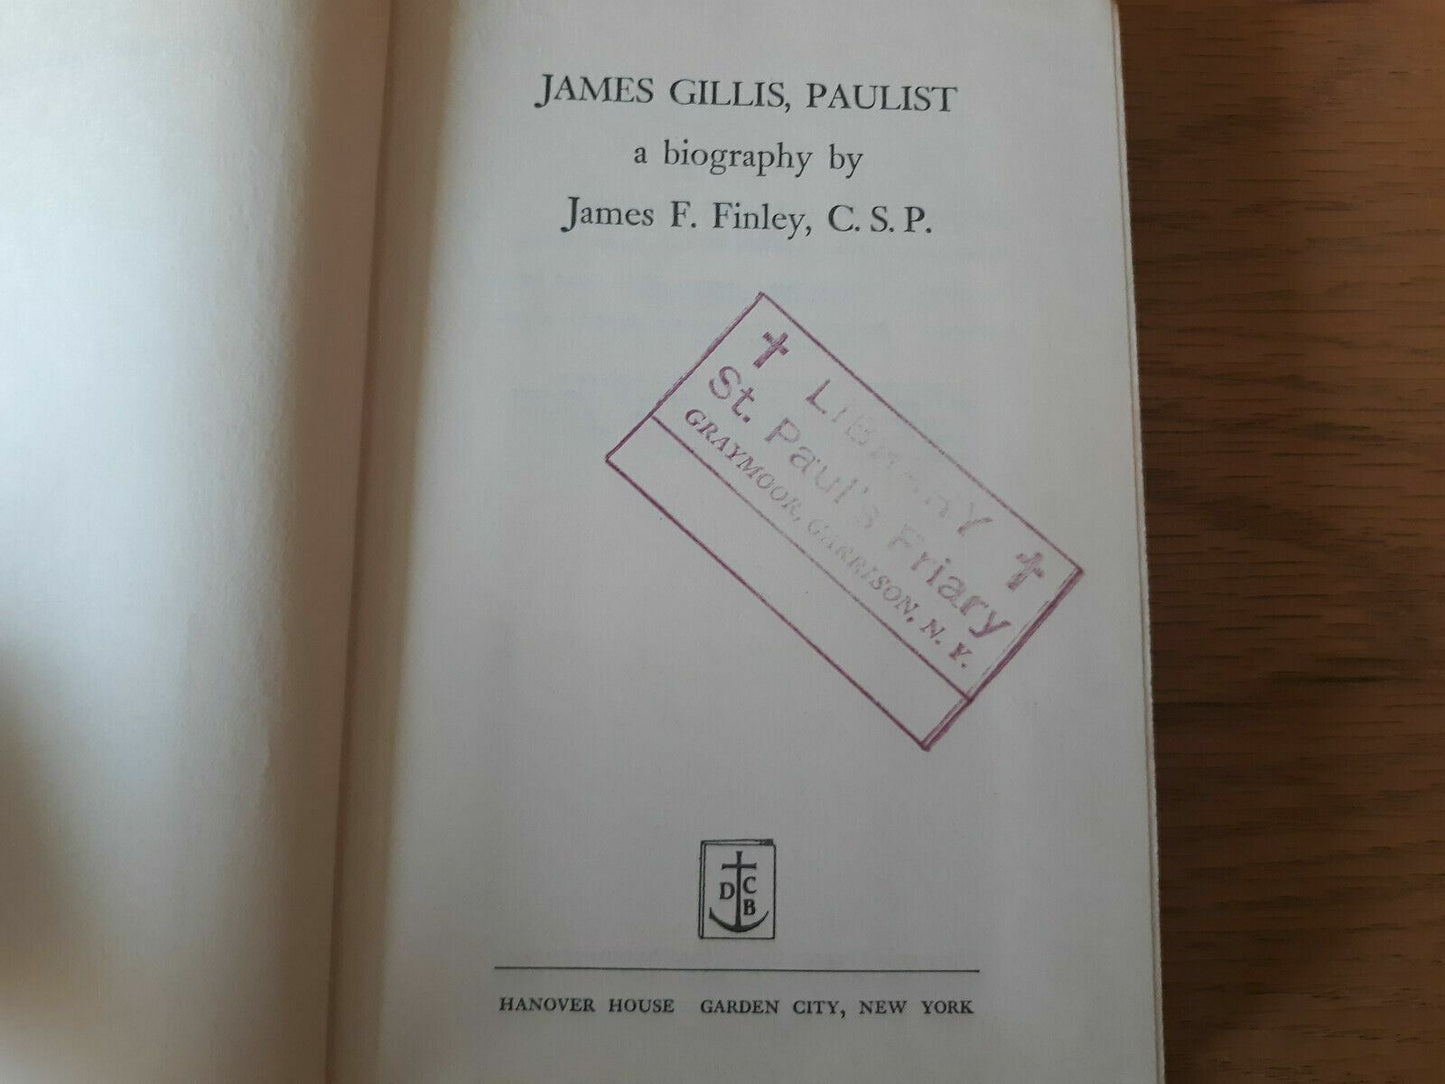 JAMES GILLIS, PAULIST
a biography by
James F. Finley, C. S. P.
✝ LIBRARY ✝
St. Paul's Friary
GRAYMOOR, GARRISON, N. Y.
D C
B
HANOVER HOUSE GARDEN CITY, NEW YORK